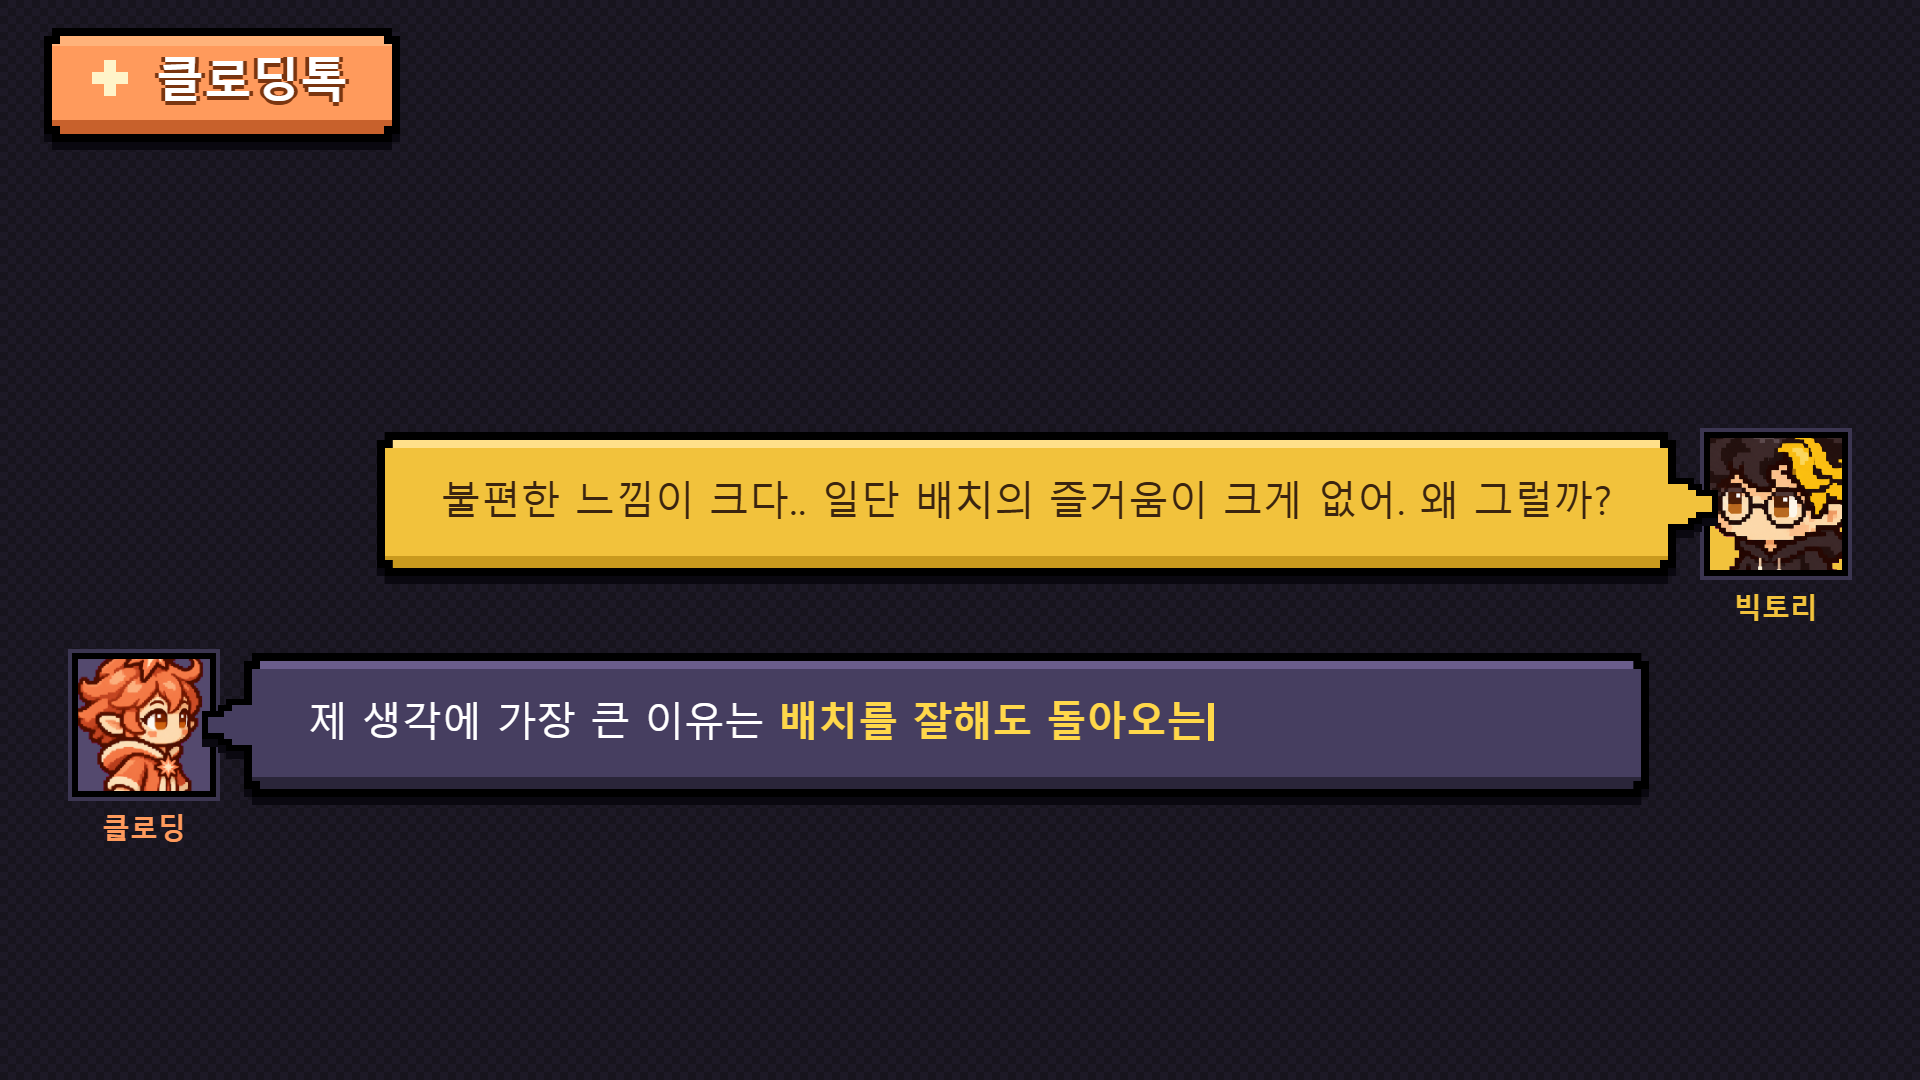 클로딩톡
불편한 느낌이 크다.. 일단 배치의 즐거움이 크게 없어. 왜 그럴까?
빅토리
제 생각에 가장 큰 이유는 배치를 잘해도 돌아오는
클로딩